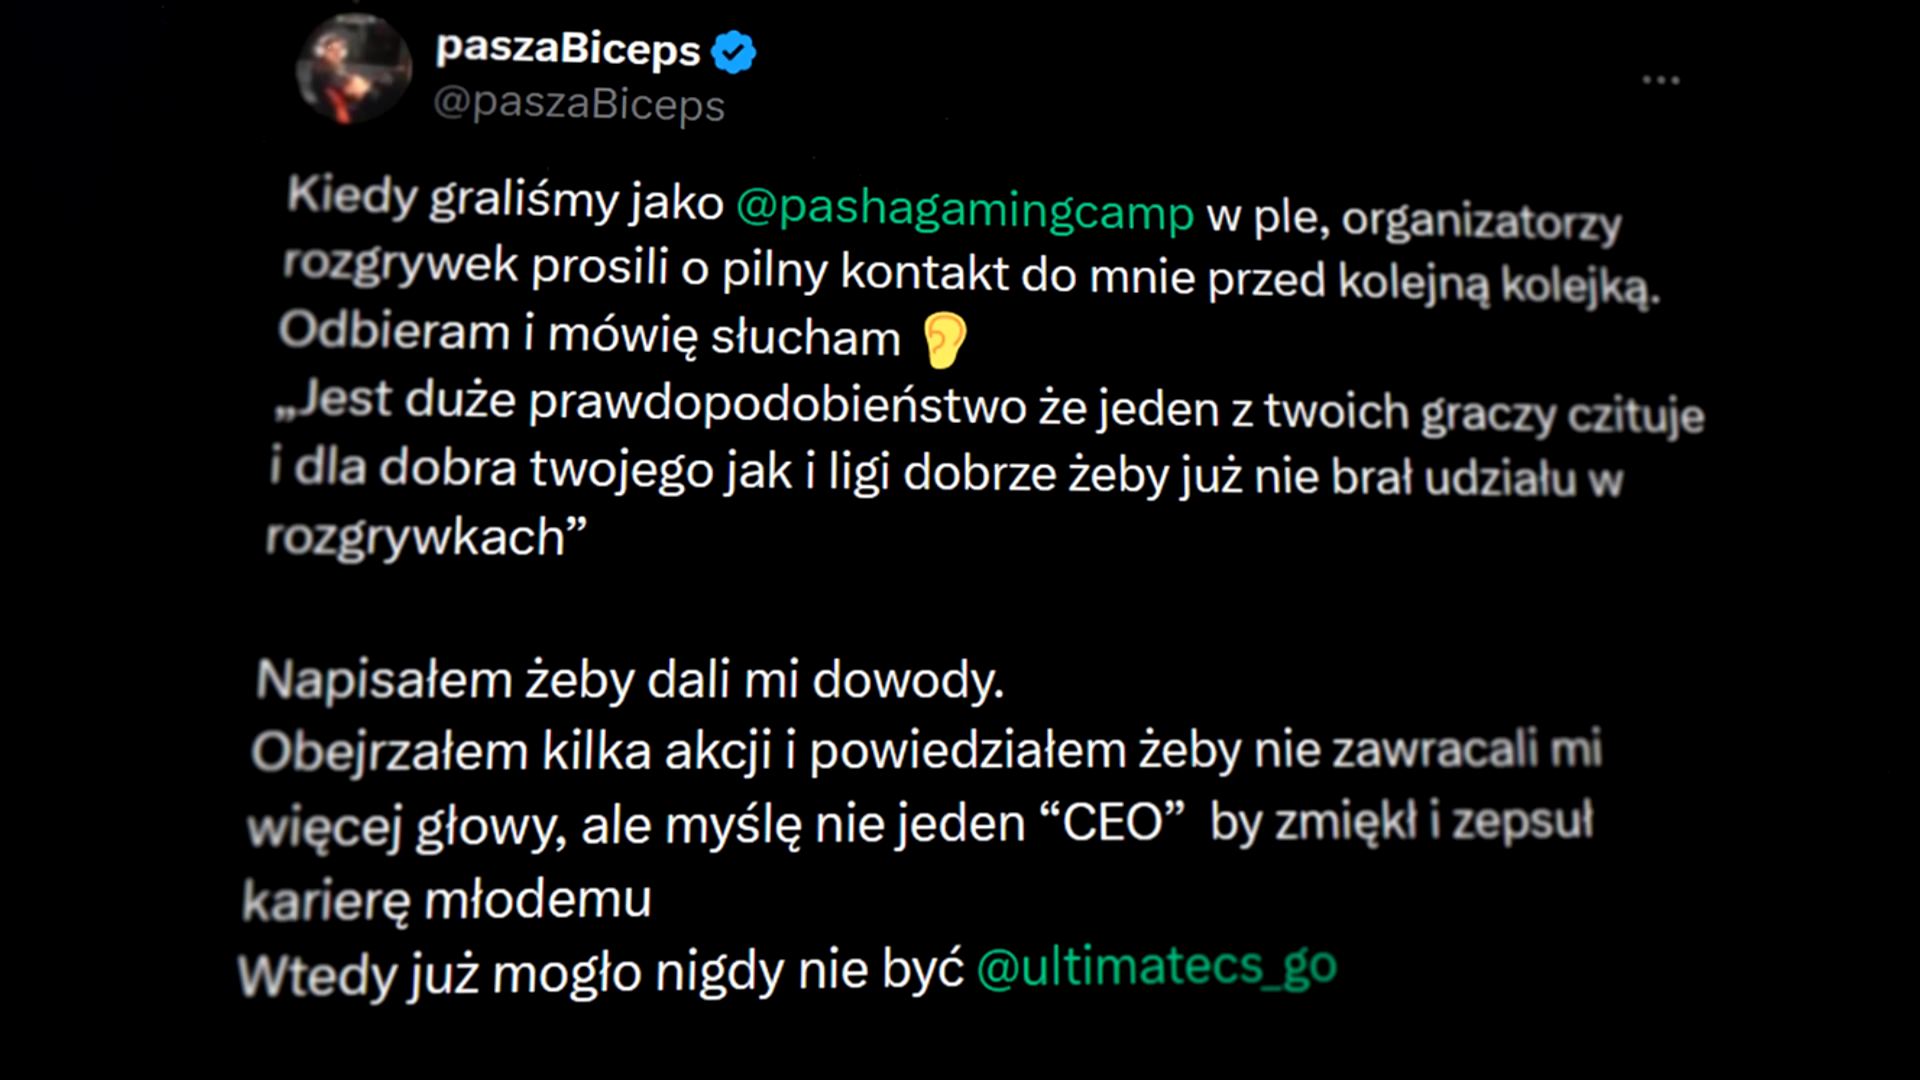 paszaBiceps
@paszaBiceps
Kiedy graliśmy jako @pashagamingcamp w ple, organizatorzy
rozgrywek prosili o pilny kontakt do mnie przed kolejną kolejką.
Odbieram i mówię słucham 👂
„Jest duże prawdopodobieństwo że jeden z twoich graczy czituje
i dla dobra twojego jak i ligi dobrze żeby już nie brał udziału w
rozgrywkach”
Napisałem żeby dali mi dowody.
Obejrzałem kilka akcji i powiedziałem żeby nie zawracali mi
więcej głowy, ale myślę nie jeden “CEO” by zmiękł i zepsuł
karierę młodemu
Wtedy już mogło nigdy nie być @ultimatecs_go